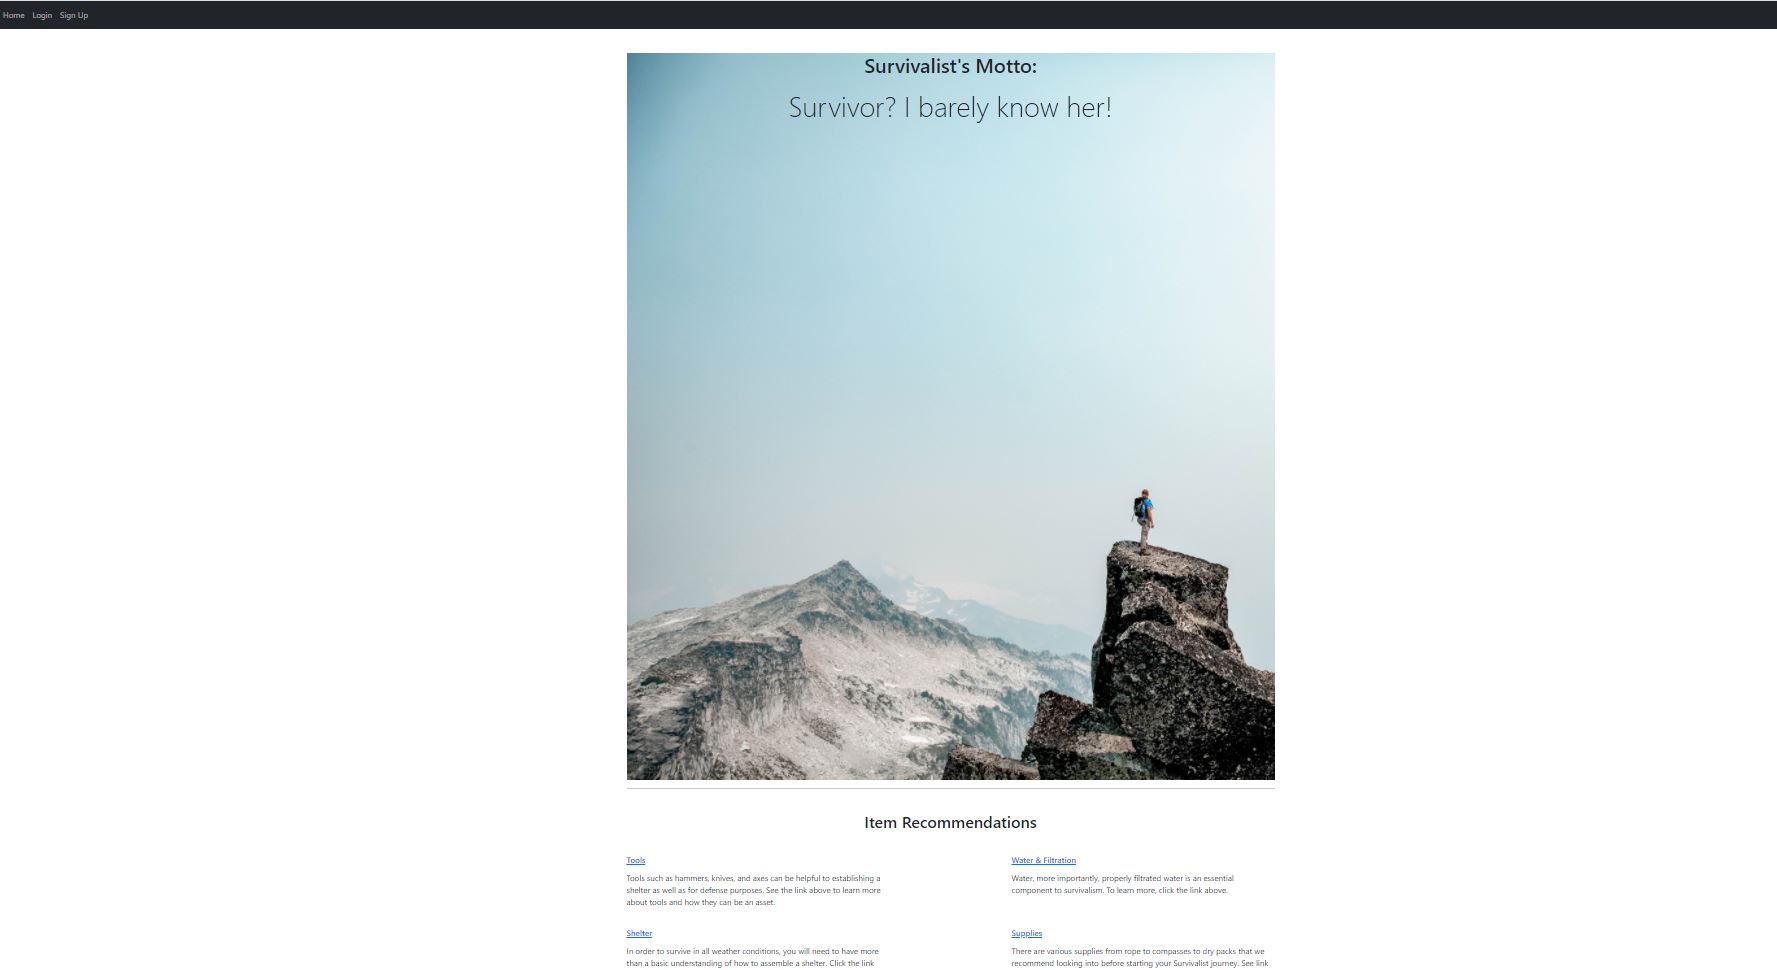 Home Login Sign Up
Survivalist's Motto:
Survivor? I barely know her!
Item Recommendations
Tools
Tools such as hammers, knives, and axes can be helpful to establishing a
shelter as well as for defense purposes. See the link above to learn more
about tools and how they can be an asset.
Water & Filtration
Water, more importantly, properly filtrated water is an essential
component to survivalism. To learn more, click the link above.
Shelter
In order to survive in all weather conditions, you will need to have more
than a basic understanding of how to assemble a shelter. Click the link
Supplies
There are various supplies from rope to compasses to dry packs that we
recommend looking into before starting your Survivalist journey. See link